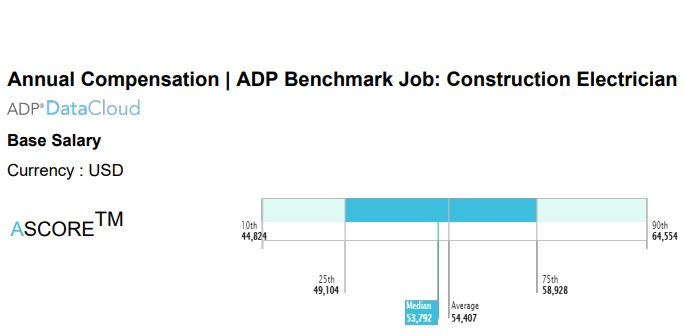 Annual Compensation | ADP Benchmark Job: Construction Electrician
ADP® DataCloud
Base Salary
Currency : USD
ASCORE™
10th
44,824
90th
64,554
25th
49,104
75th
58,928
Median
53,792
Average
54,407